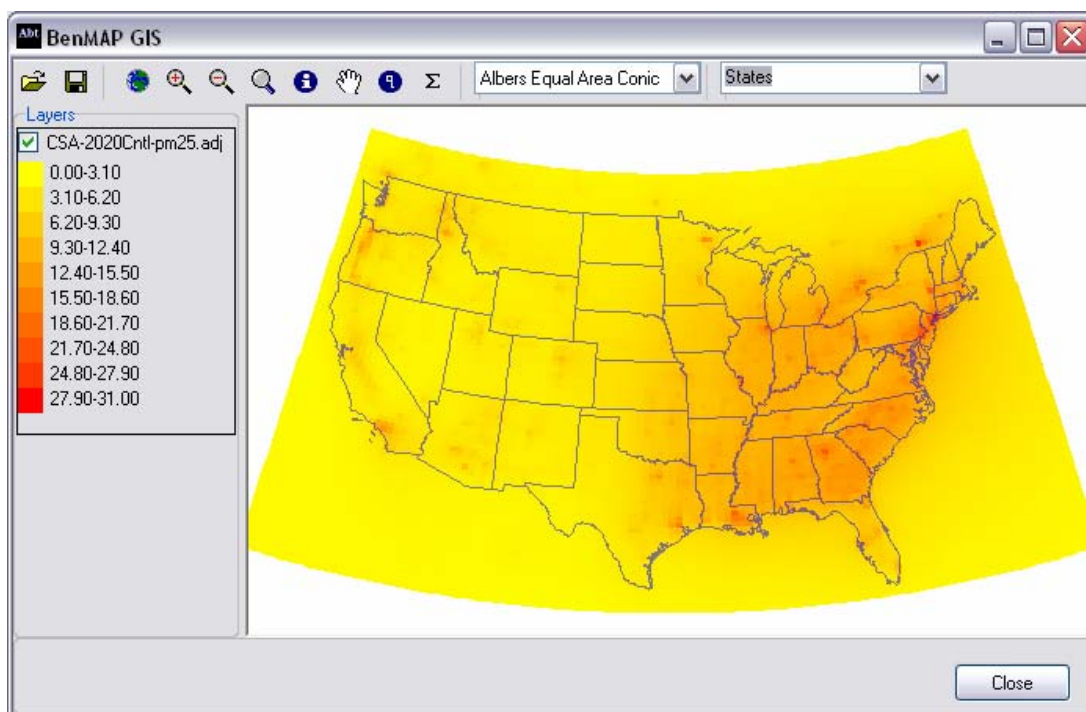 Abt BenMAP GIS
Σ Albers Equal Area Conic States
Layers
CSA-2020Cntl-pm25.adj
0.00-3.10
3.10-6.20
6.20-9.30
9.30-12.40
12.40-15.50
15.50-18.60
18.60-21.70
21.70-24.80
24.80-27.90
27.90-31.00
Close